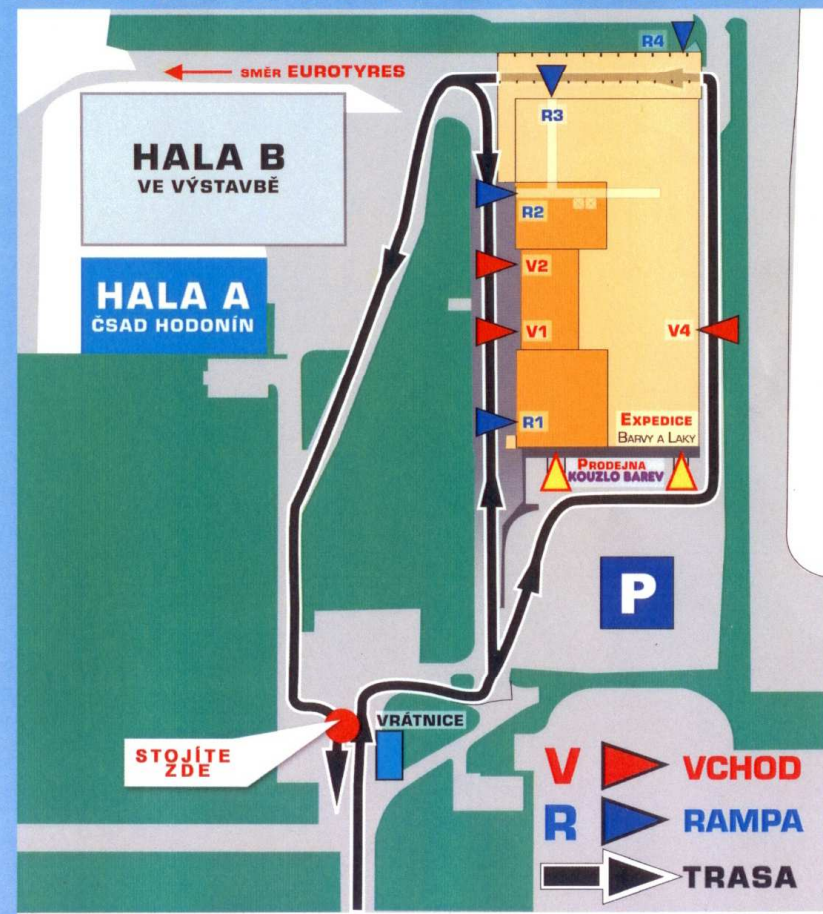 R4
SMĚR EUROTYRES
R3
HALA B
VE VÝSTAVBĚ
R2
V2
HALA A
ČSAD HODONÍN
V1
V4
R1
EXPEDICE
BARVY A LAKY
PRODEJNA
KOUZLO BAREV
P
VRÁTNICE
STOJÍTE
ZDE
V VCHOD
R RAMPA
TRASA